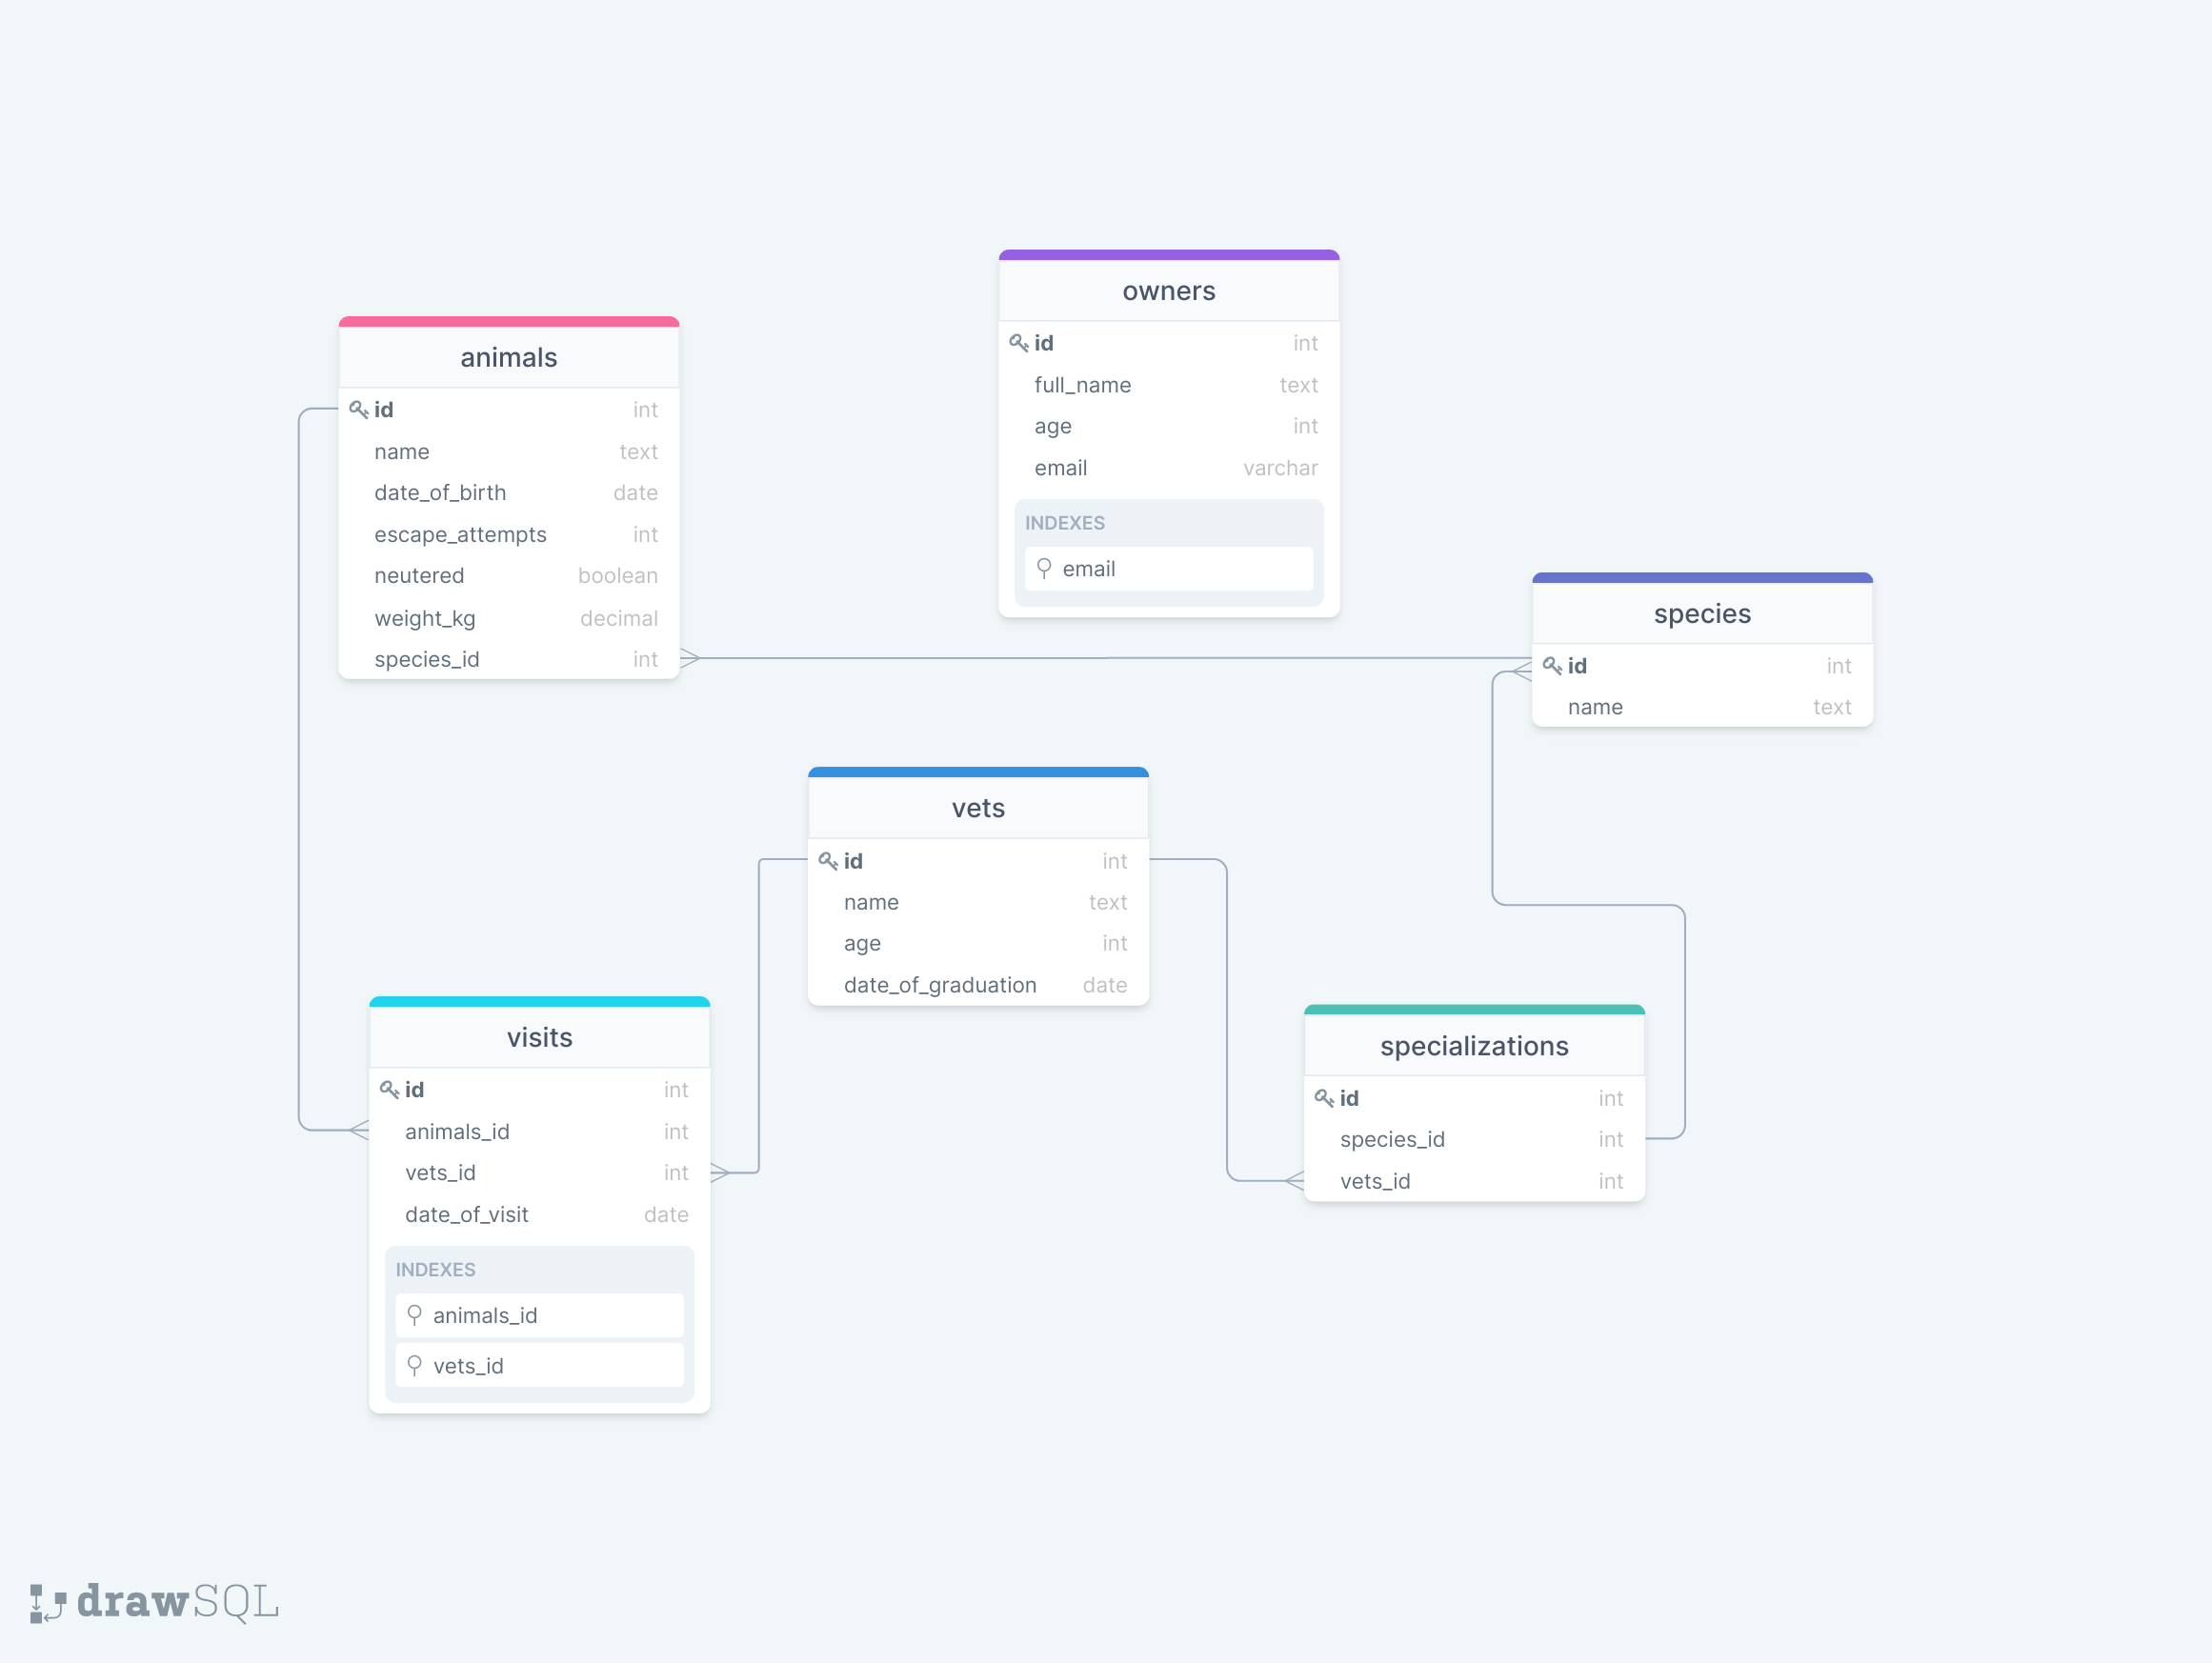 owners
id int
full_name text
age int
email varchar
INDEXES
email
animals
id int
name text
date_of_birth date
escape_attempts int
neutered boolean
weight_kg decimal
species_id int
species
id int
name text
vets
id int
name text
age int
date_of_graduation date
visits
id int
animals_id int
vets_id int
date_of_visit date
INDEXES
animals_id
vets_id
specializations
id int
species_id int
vets_id int
drawSQL